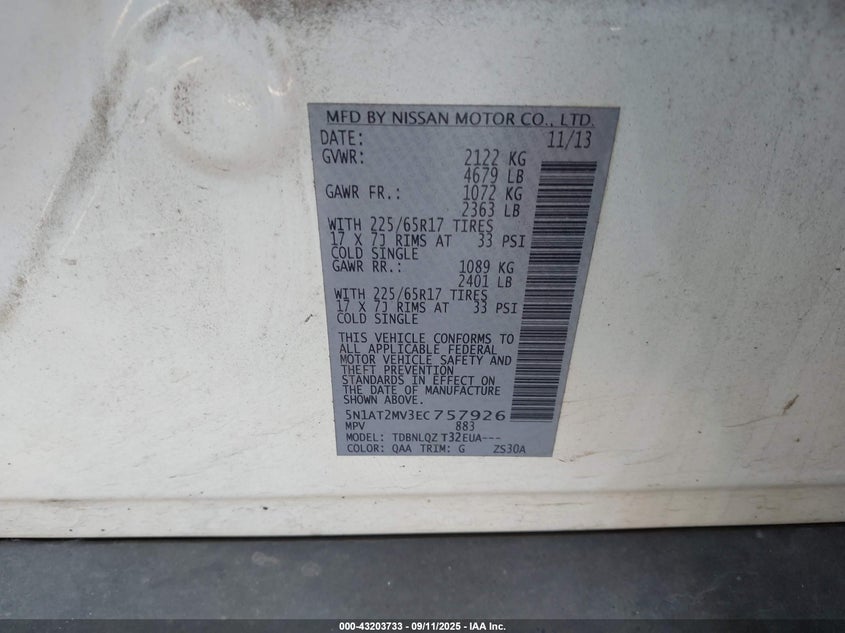 MFD BY NISSAN MOTOR CO., LTD.
DATE: 11/13
GVWR: 2122 KG
4679 LB
GAWR FR.: 1072 KG
2363 LB
WITH 225/65R17 TIRES
17 X 7J RIMS AT 33 PSI
COLD SINGLE
GAWR RR.: 1089 KG
2401 LB
WITH 225/65R17 TIRES
17 X 7J RIMS AT 33 PSI
COLD SINGLE
THIS VEHICLE CONFORMS TO
ALL APPLICABLE FEDERAL
MOTOR VEHICLE SAFETY AND
THEFT PREVENTION
STANDARDS IN EFFECT ON
THE DATE OF MANUFACTURE
SHOWN ABOVE.
5N1AT2MV3EC757926
MPV 883
MODEL: TDBNLQZ T32EUA---
COLOR: QAA TRIM: G ZS30A
000-43203733 - 09/11/2025 - IAA Inc.